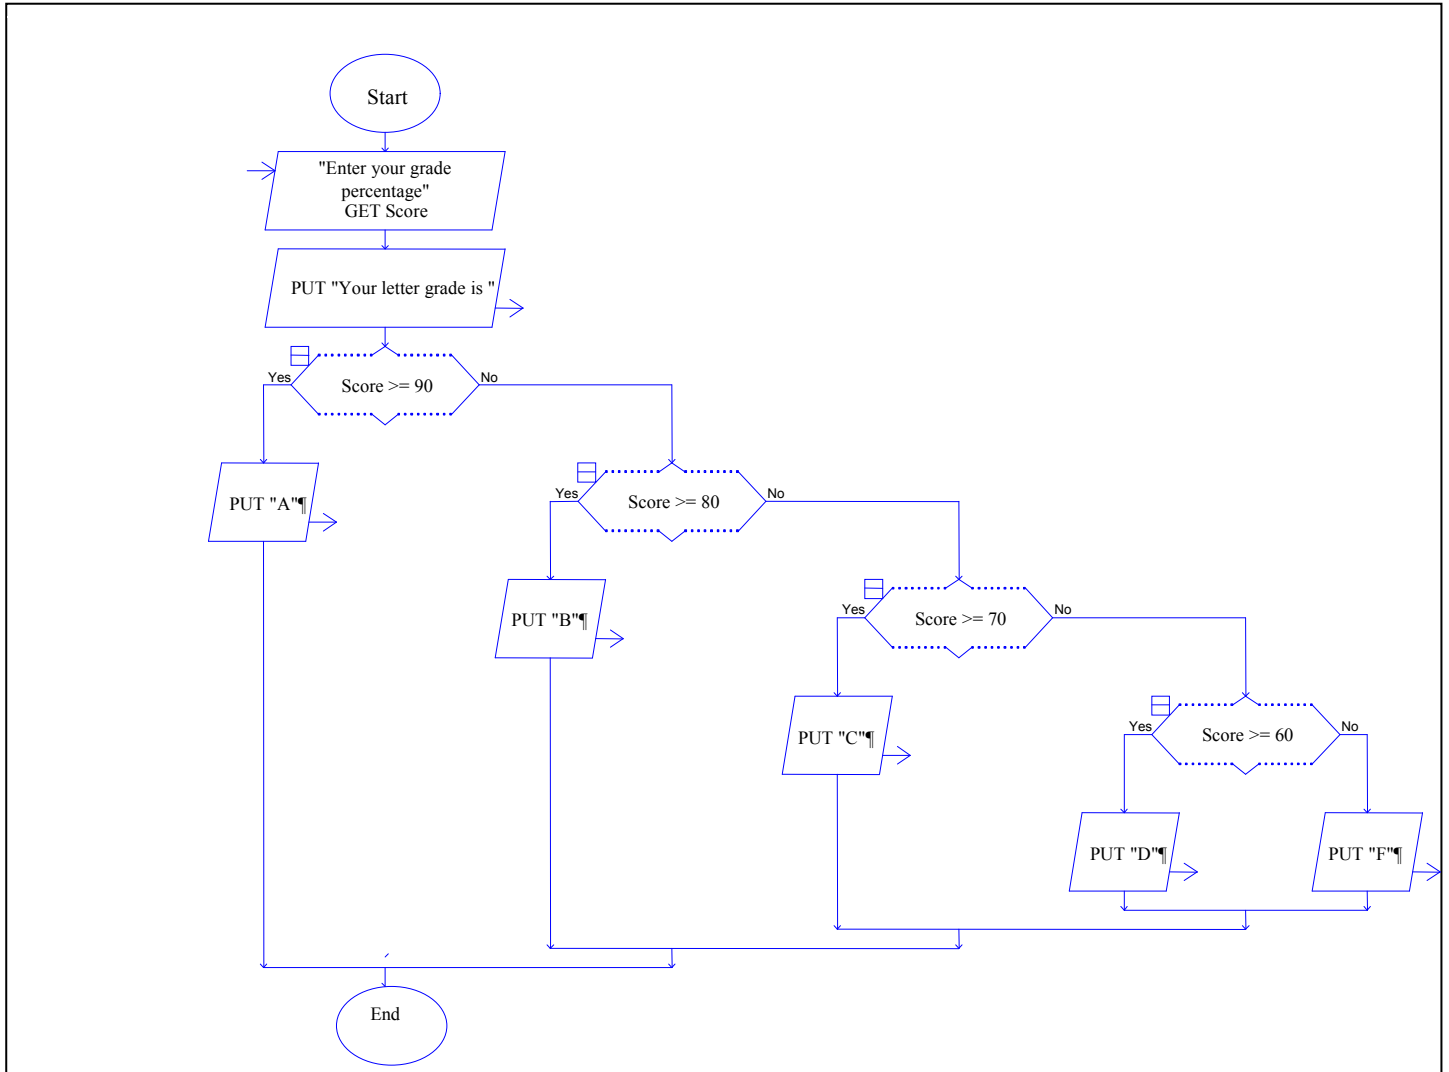 Start
"Enter your grade
percentage"
GET Score
PUT "Your letter grade is "
Yes
Score >= 90
No
PUT "A"¶
Yes
Score >= 80
No
PUT "B"¶
Yes
Score >= 70
No
PUT "C"¶
Yes
Score >= 60
No
PUT "D"¶
PUT "F"¶
End